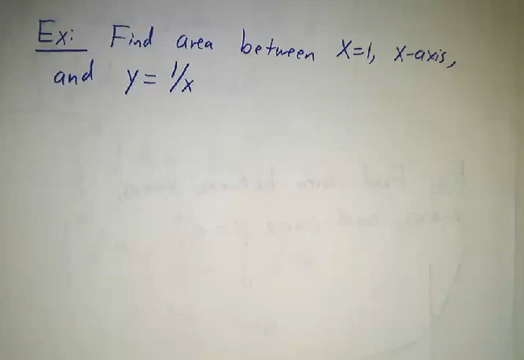 Ex: Find area between x=1, x-axis,
and y = 1/x